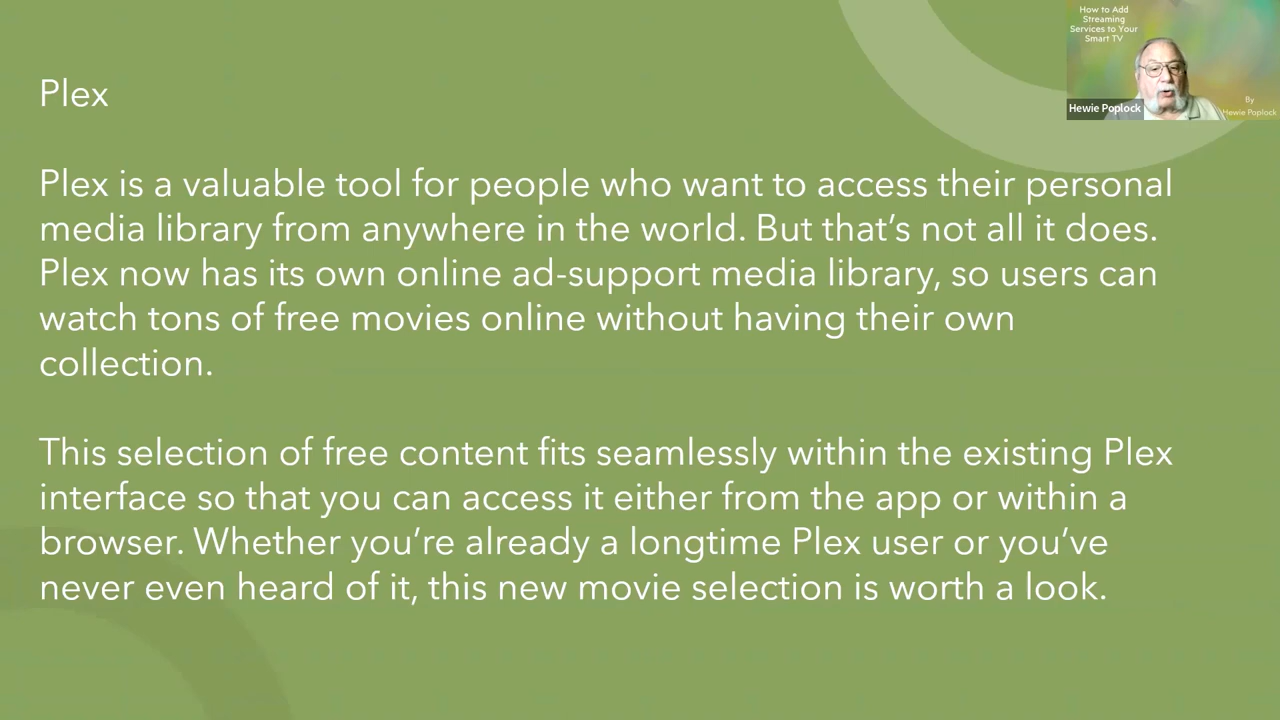 How to Add
Streaming
Services to Your
Smart TV
Hewie Poplock
By
Hewie Poplock
Plex
Plex is a valuable tool for people who want to access their personal
media library from anywhere in the world. But that’s not all it does.
Plex now has its own online ad-support media library, so users can
watch tons of free movies online without having their own
collection.
This selection of free content fits seamlessly within the existing Plex
interface so that you can access it either from the app or within a
browser. Whether you’re already a longtime Plex user or you’ve
never even heard of it, this new movie selection is worth a look.